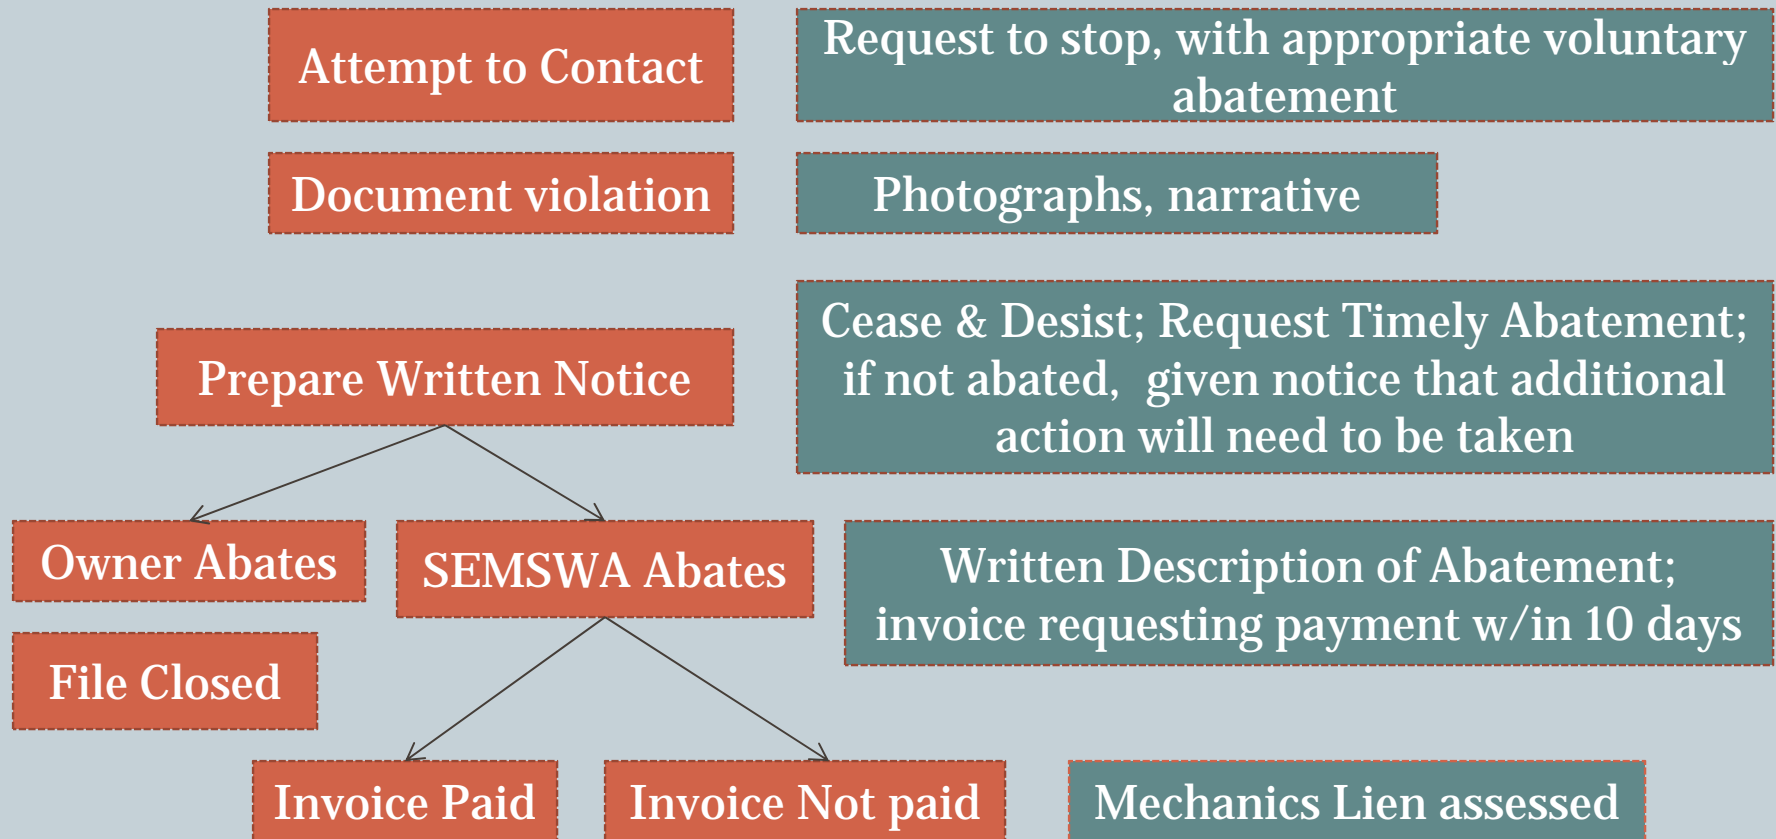 Attempt to Contact
Request to stop, with appropriate voluntary
abatement
Document violation
Photographs, narrative
Prepare Written Notice
Cease & Desist; Request Timely Abatement;
if not abated, given notice that additional
action will need to be taken
Owner Abates
SEMSWA Abates
Written Description of Abatement;
invoice requesting payment w/in 10 days
File Closed
Invoice Paid
Invoice Not paid
Mechanics Lien assessed